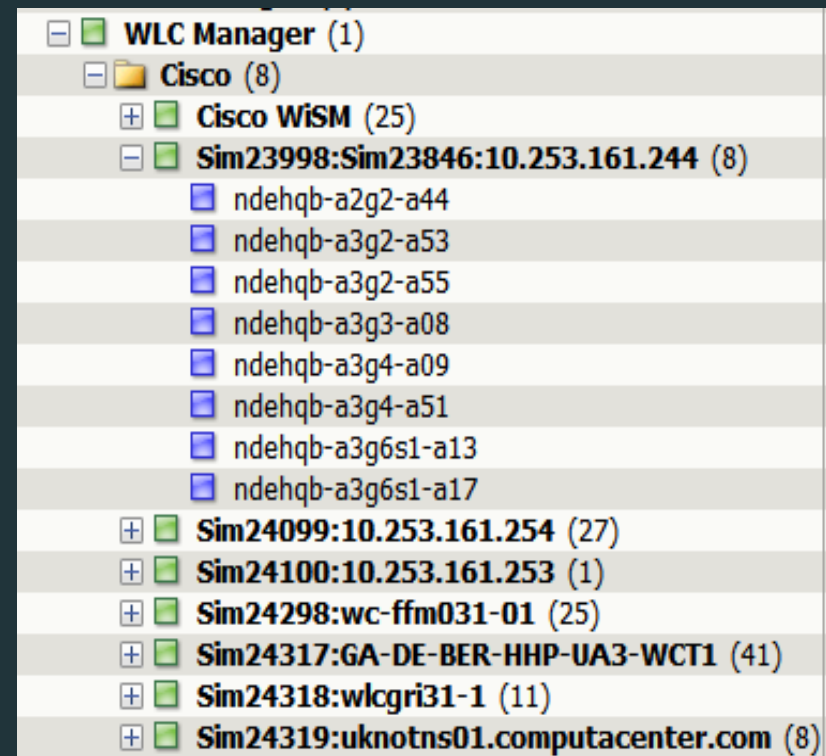 WLC Manager (1)
Cisco (8)
Cisco WiSM (25)
Sim23998:Sim23846:10.253.161.244 (8)
ndehqb-a2g2-a44
ndehqb-a3g2-a53
ndehqb-a3g2-a55
ndehqb-a3g3-a08
ndehqb-a3g4-a09
ndehqb-a3g4-a51
ndehqb-a3g6s1-a13
ndehqb-a3g6s1-a17
Sim24099:10.253.161.254 (27)
Sim24100:10.253.161.253 (1)
Sim24298:wc-ffm031-01 (25)
Sim24317:GA-DE-BER-HHP-UA3-WCT1 (41)
Sim24318:wlcgri31-1 (11)
Sim24319:uknotns01.computacenter.com (8)